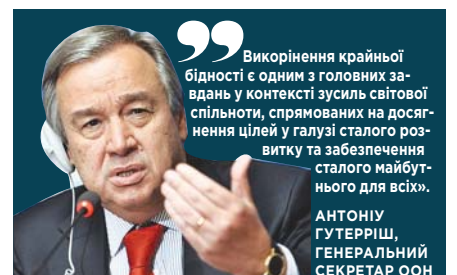 Викорінення крайньої
бідності є одним з головних за-
вдань у контексті зусиль світової
спільноти, спрямованих на досяг-
нення цілей у галузі сталого роз-
витку та забезпечення
сталого майбут-
нього для всіх».
АНТОНІУ
ГУТЕРРІШ,
ГЕНЕРАЛЬНИЙ
СЕКРЕТАР ООН